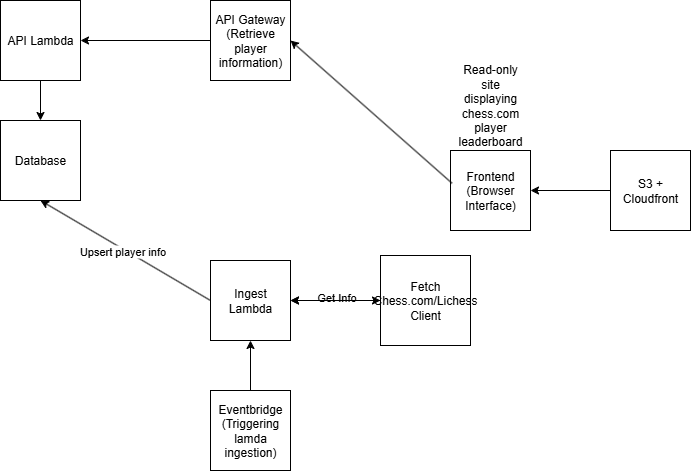 API Lambda
API Gateway
(Retrieve
player
information)
Read-only
site
displaying
chess.com
player
leaderboard
Database
Frontend
(Browser
Interface)
S3 +
Cloudfront
Upsert player info
Ingest
Lambda
Get Info
Fetch
Chess.com/Lichess
Client
Eventbridge
(Triggering
lamda
ingestion)